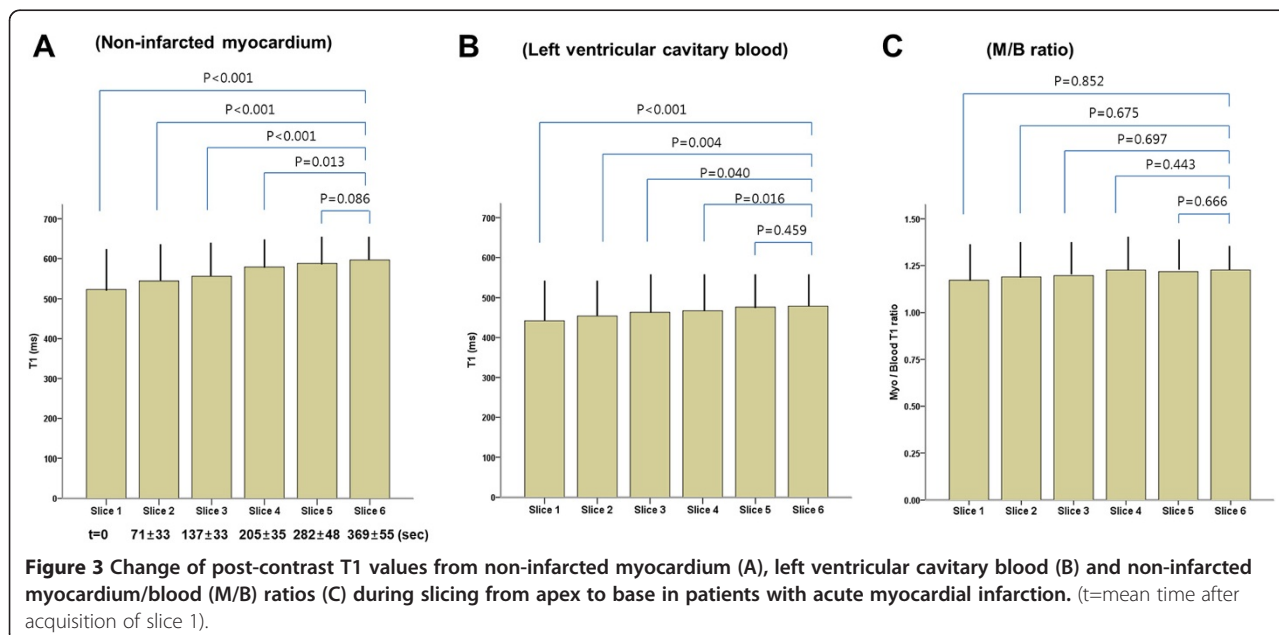 A
(Non-infarcted myocardium)
P<0.001
P<0.001
P<0.001
P=0.013
P=0.086
700
600
500
400
300
200
100
0
T1 (ms)
Slice 1 Slice 2 Slice 3 Slice 4 Slice 5 Slice 6
t=0 71±33 137±33 205±35 282±48 369±55 (sec)
B
(Left ventricular cavitary blood)
P<0.001
P=0.004
P=0.040
P=0.016
P=0.459
700
600
500
400
300
200
100
0
T1 (ms)
Slice 1 Slice 2 Slice 3 Slice 4 Slice 5 Slice 6
C
(M/B ratio)
P=0.852
P=0.675
P=0.697
P=0.443
P=0.666
1.50
1.25
1.00
0.75
0.50
0.25
0.00
Myo / Blood T1 ratio
Slice 1 Slice 2 Slice 3 Slice 4 Slice 5 Slice 6
Figure 3 Change of post-contrast T1 values from non-infarcted myocardium (A), left ventricular cavitary blood (B) and non-infarcted
myocardium/blood (M/B) ratios (C) during slicing from apex to base in patients with acute myocardial infarction. (t=mean time after
acquisition of slice 1).